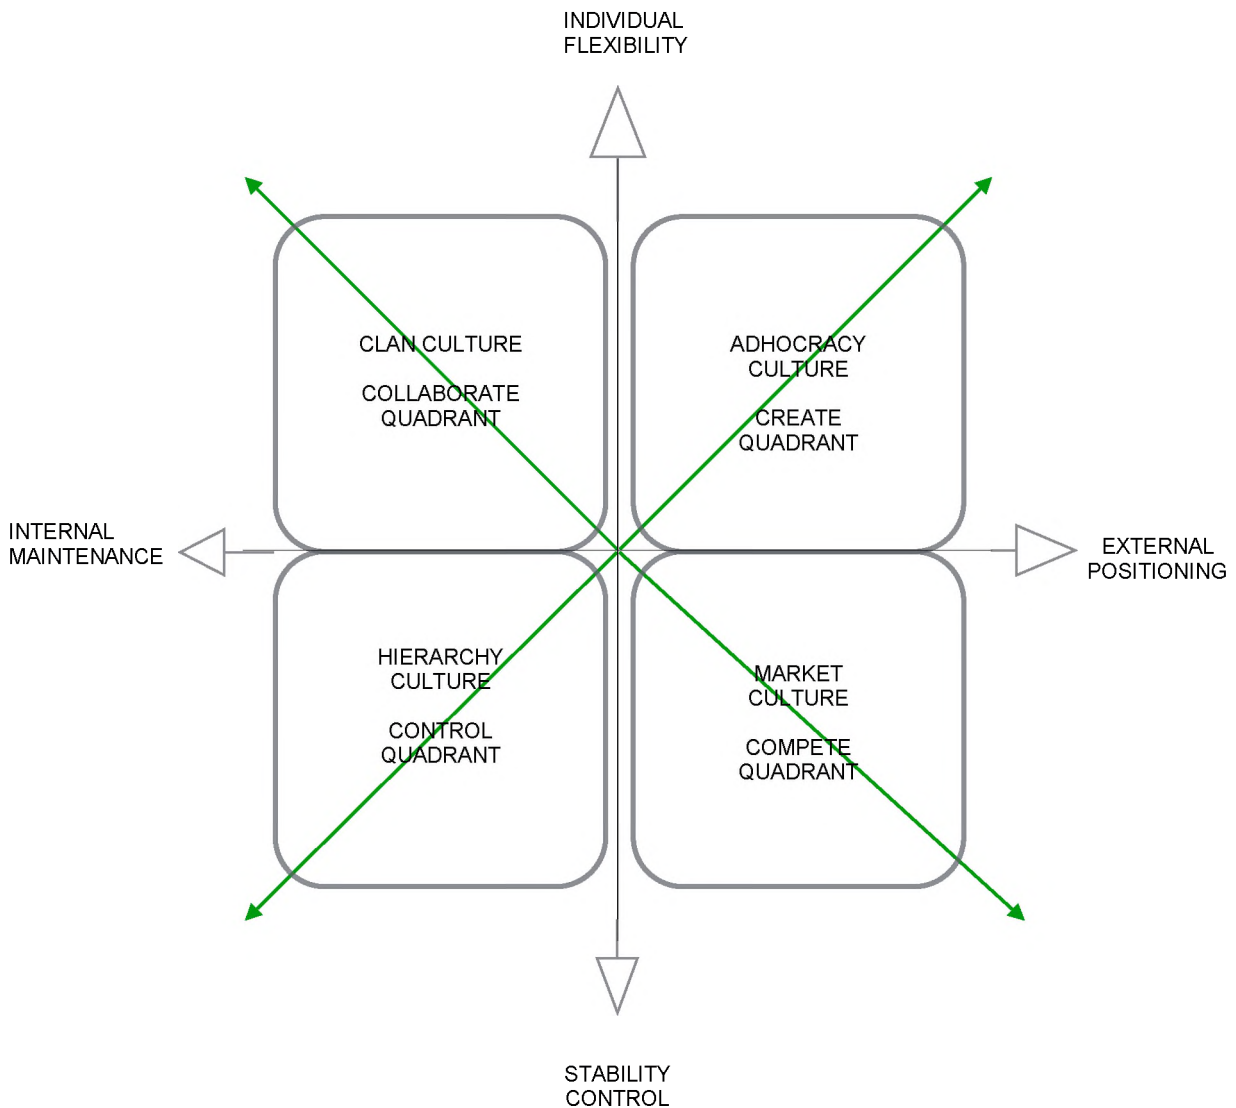 INDIVIDUAL
FLEXIBILITY
CLAN CULTURE
COLLABORATE
QUADRANT
ADHOCRACY
CULTURE
CREATE
QUADRANT
INTERNAL
MAINTENANCE
EXTERNAL
POSITIONING
HIERARCHY
CULTURE
CONTROL
QUADRANT
MARKET
CULTURE
COMPETE
QUADRANT
STABILITY
CONTROL